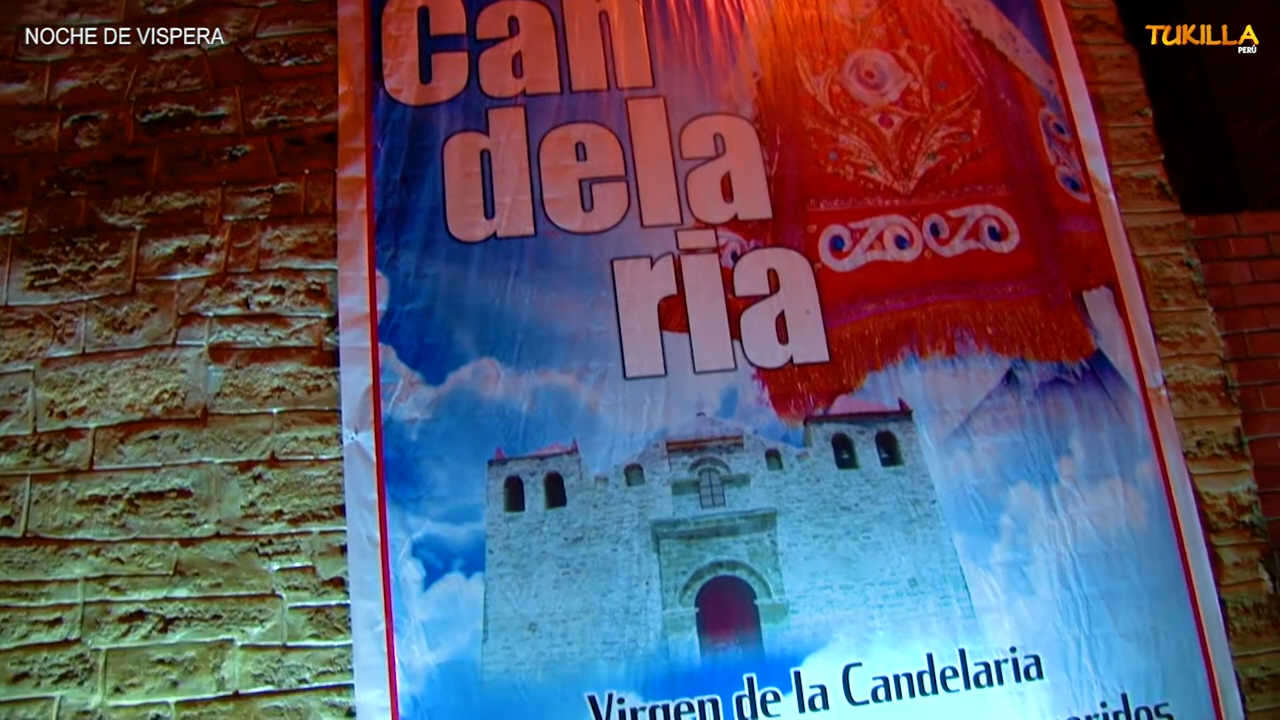 NOCHE DE VISPERA
TUKILLA
PERÚ
Can
dela
ria
Virgen de la Candelaria